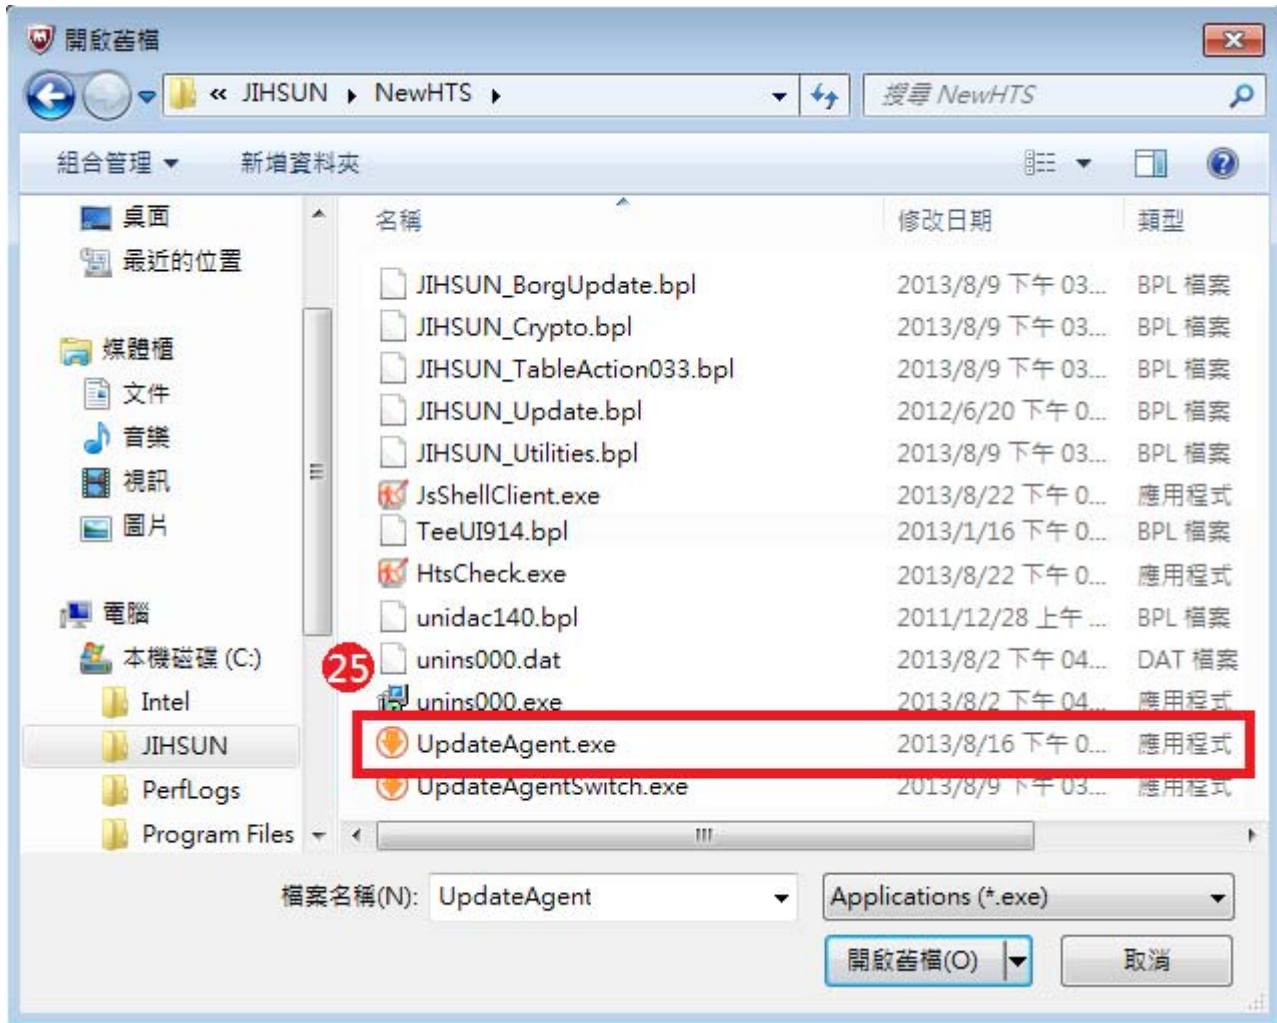 開啟舊檔
« JIHSUN ▸ NewHTS ▸
搜尋 NewHTS
組合管理 ▼ 新增資料夾
桌面
最近的位置
媒體櫃
文件
音樂
視訊
圖片
電腦
本機磁碟 (C:)
Intel
JIHSUN
PerfLogs
Program Files
名稱 修改日期 類型
JIHSUN_BorgUpdate.bpl 2013/8/9 下午 03... BPL 檔案
JIHSUN_Crypto.bpl 2013/8/9 下午 03... BPL 檔案
JIHSUN_TableAction033.bpl 2013/8/9 下午 03... BPL 檔案
JIHSUN_Update.bpl 2012/6/20 下午 0... BPL 檔案
JIHSUN_Utilities.bpl 2013/8/9 下午 03... BPL 檔案
JsShellClient.exe 2013/8/22 下午 0... 應用程式
TeeUI914.bpl 2013/1/16 下午 0... BPL 檔案
HtsCheck.exe 2013/8/22 下午 0... 應用程式
unidac140.bpl 2011/12/28 上午 ... BPL 檔案
25 unins000.dat 2013/8/2 下午 04... DAT 檔案
unins000.exe 2013/8/2 下午 04... 應用程式
UpdateAgent.exe 2013/8/16 下午 0... 應用程式
UpdateAgentSwitch.exe 2013/8/9 下午 03... 應用程式
檔案名稱(N): UpdateAgent Applications (*.exe)
開啟舊檔(O) 取消